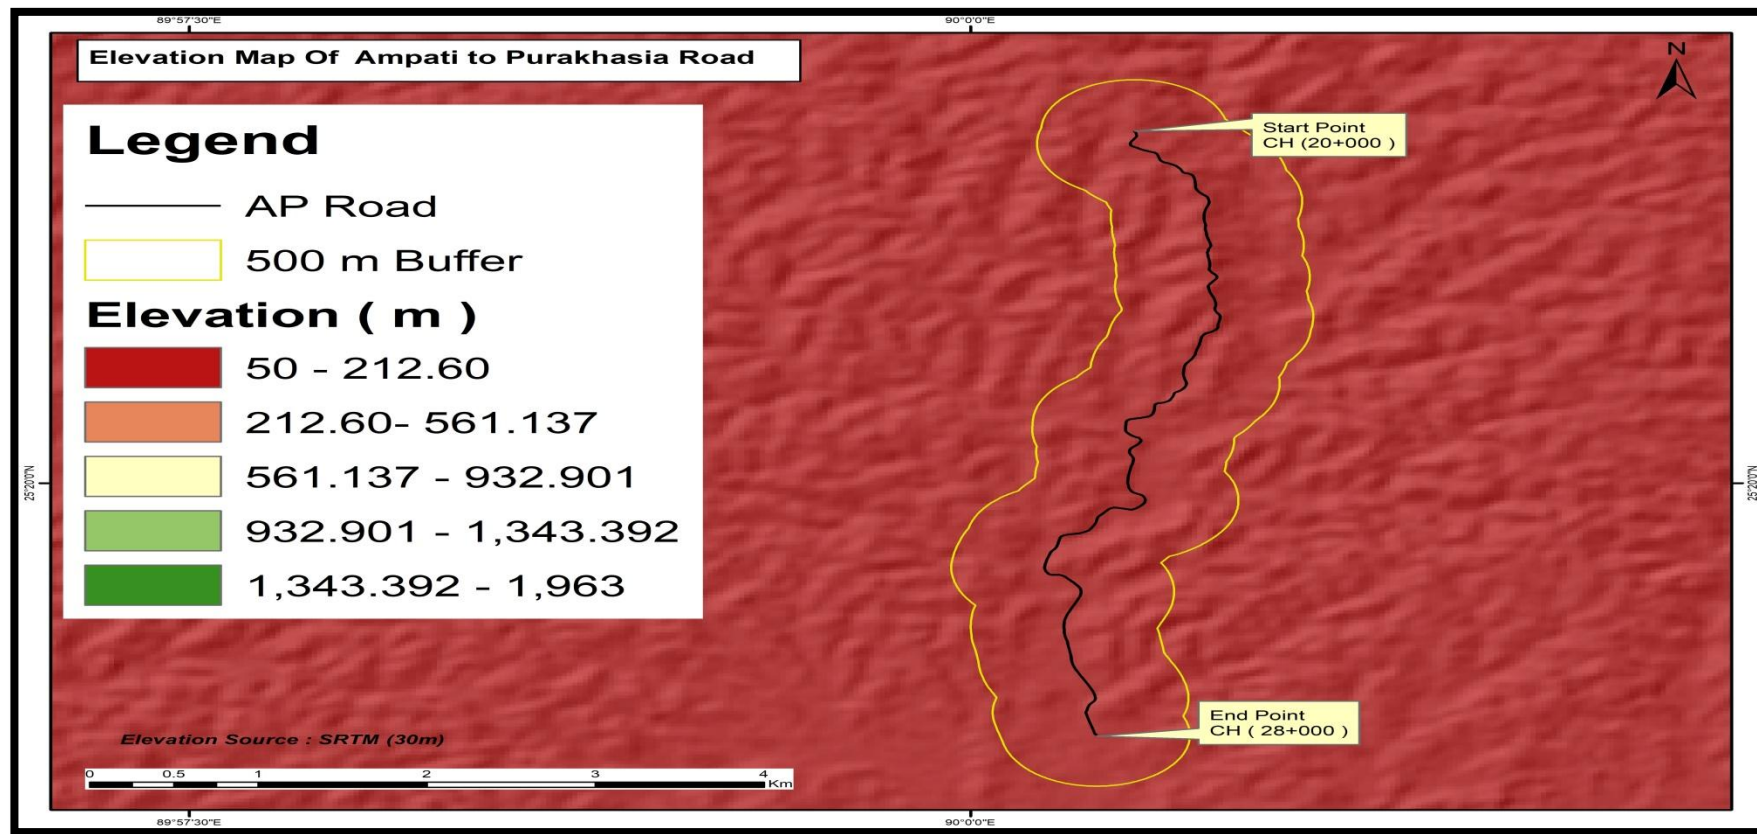 89°57'30"E
90°0'0"E
Elevation Map Of Ampati to Purakhasia Road
N
Legend
Start Point
CH (20+000 )
AP Road
500 m Buffer
Elevation ( m )
50 - 212.60
212.60- 561.137
561.137 - 932.901
25°20'0"N
25°20'0"N
932.901 - 1,343.392
1,343.392 - 1,963
End Point
CH ( 28+000 )
Elevation Source : SRTM (30m)
0 0.5 1 2 3 4
Km
89°57'30"E
90°0'0"E